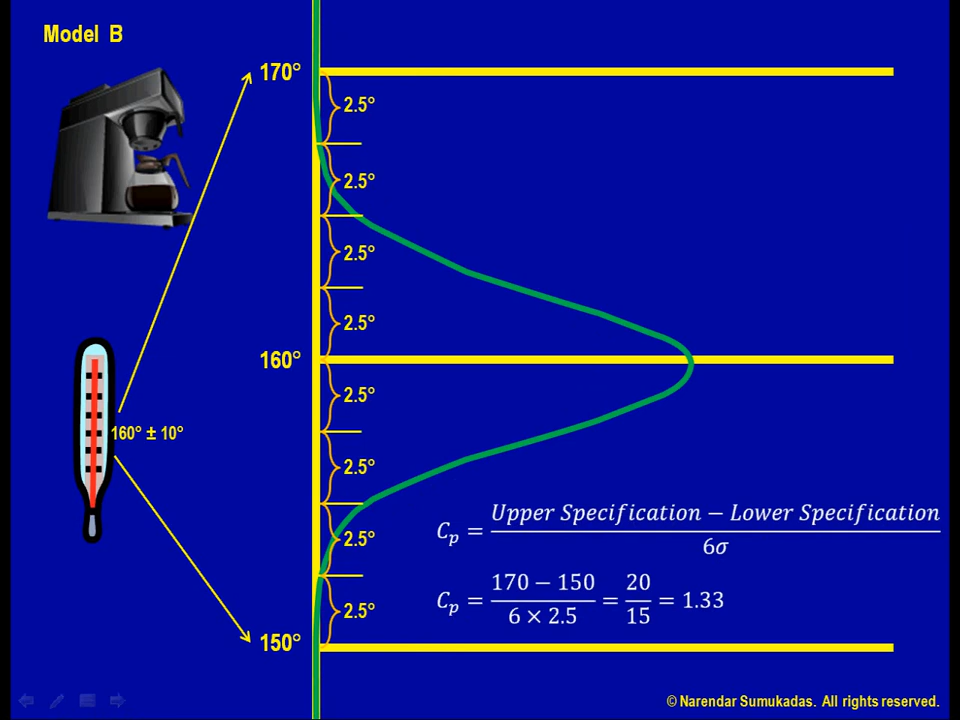 Model B
170°
2.5°
2.5°
2.5°
2.5°
160°
2.5°
160° ± 10°
2.5°
2.5°
2.5°
150°
C_p = (Upper Specification − Lower Specification) / 6σ
C_p = (170 − 150) / (6 × 2.5) = 20/15 = 1.33
© Narendar Sumukadas. All rights reserved.